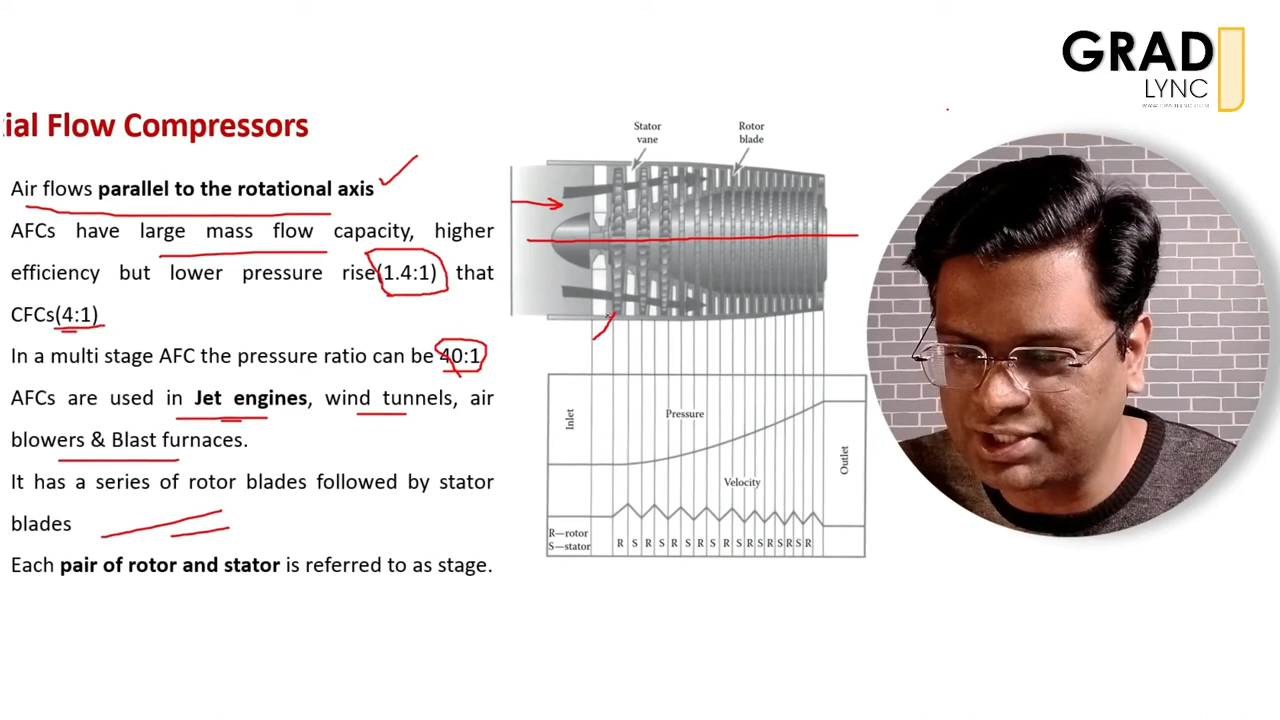 GRAD
LYNC
ial Flow Compressors
Air flows parallel to the rotational axis
AFCs have large mass flow capacity, higher
efficiency but lower pressure rise(1.4:1) that
CFCs(4:1)
In a multi stage AFC the pressure ratio can be 40:1
AFCs are used in Jet engines, wind tunnels, air
blowers & Blast furnaces.
It has a series of rotor blades followed by stator
blades
Each pair of rotor and stator is referred to as stage.
Stator
vane
Rotor
blade
Inlet
Pressure
Velocity
Outlet
R—rotor
S—stator
R S R S R S R S R S R S R S R S R